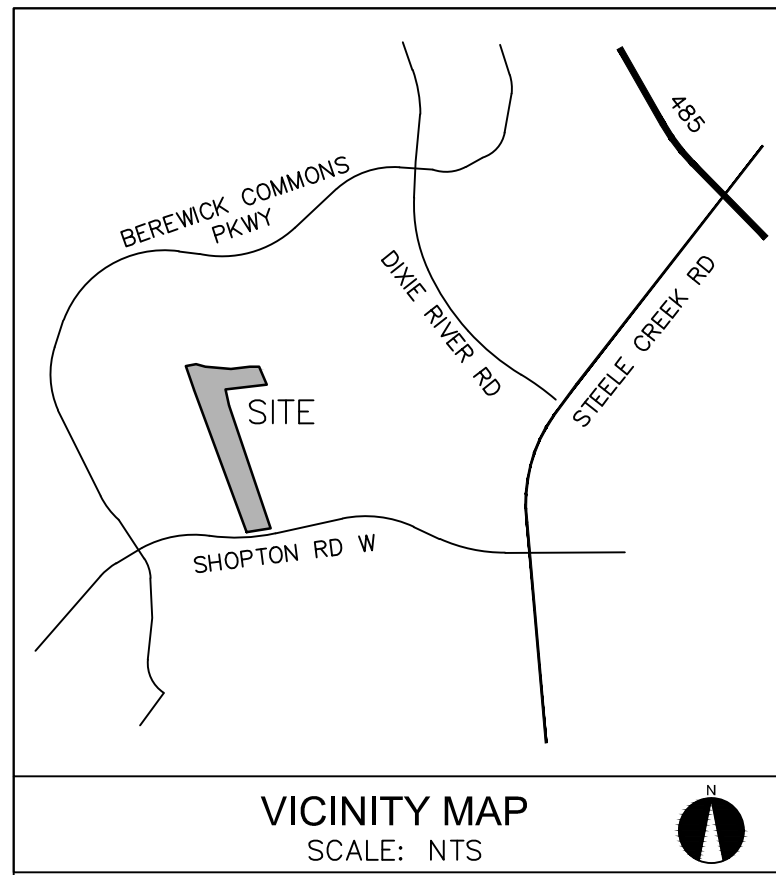 485
BEREWICK COMMONS
PKWY
DIXIE RIVER RD
STEELE CREEK RD
SITE
SHOPTON RD W
VICINITY MAP
SCALE: NTS
N